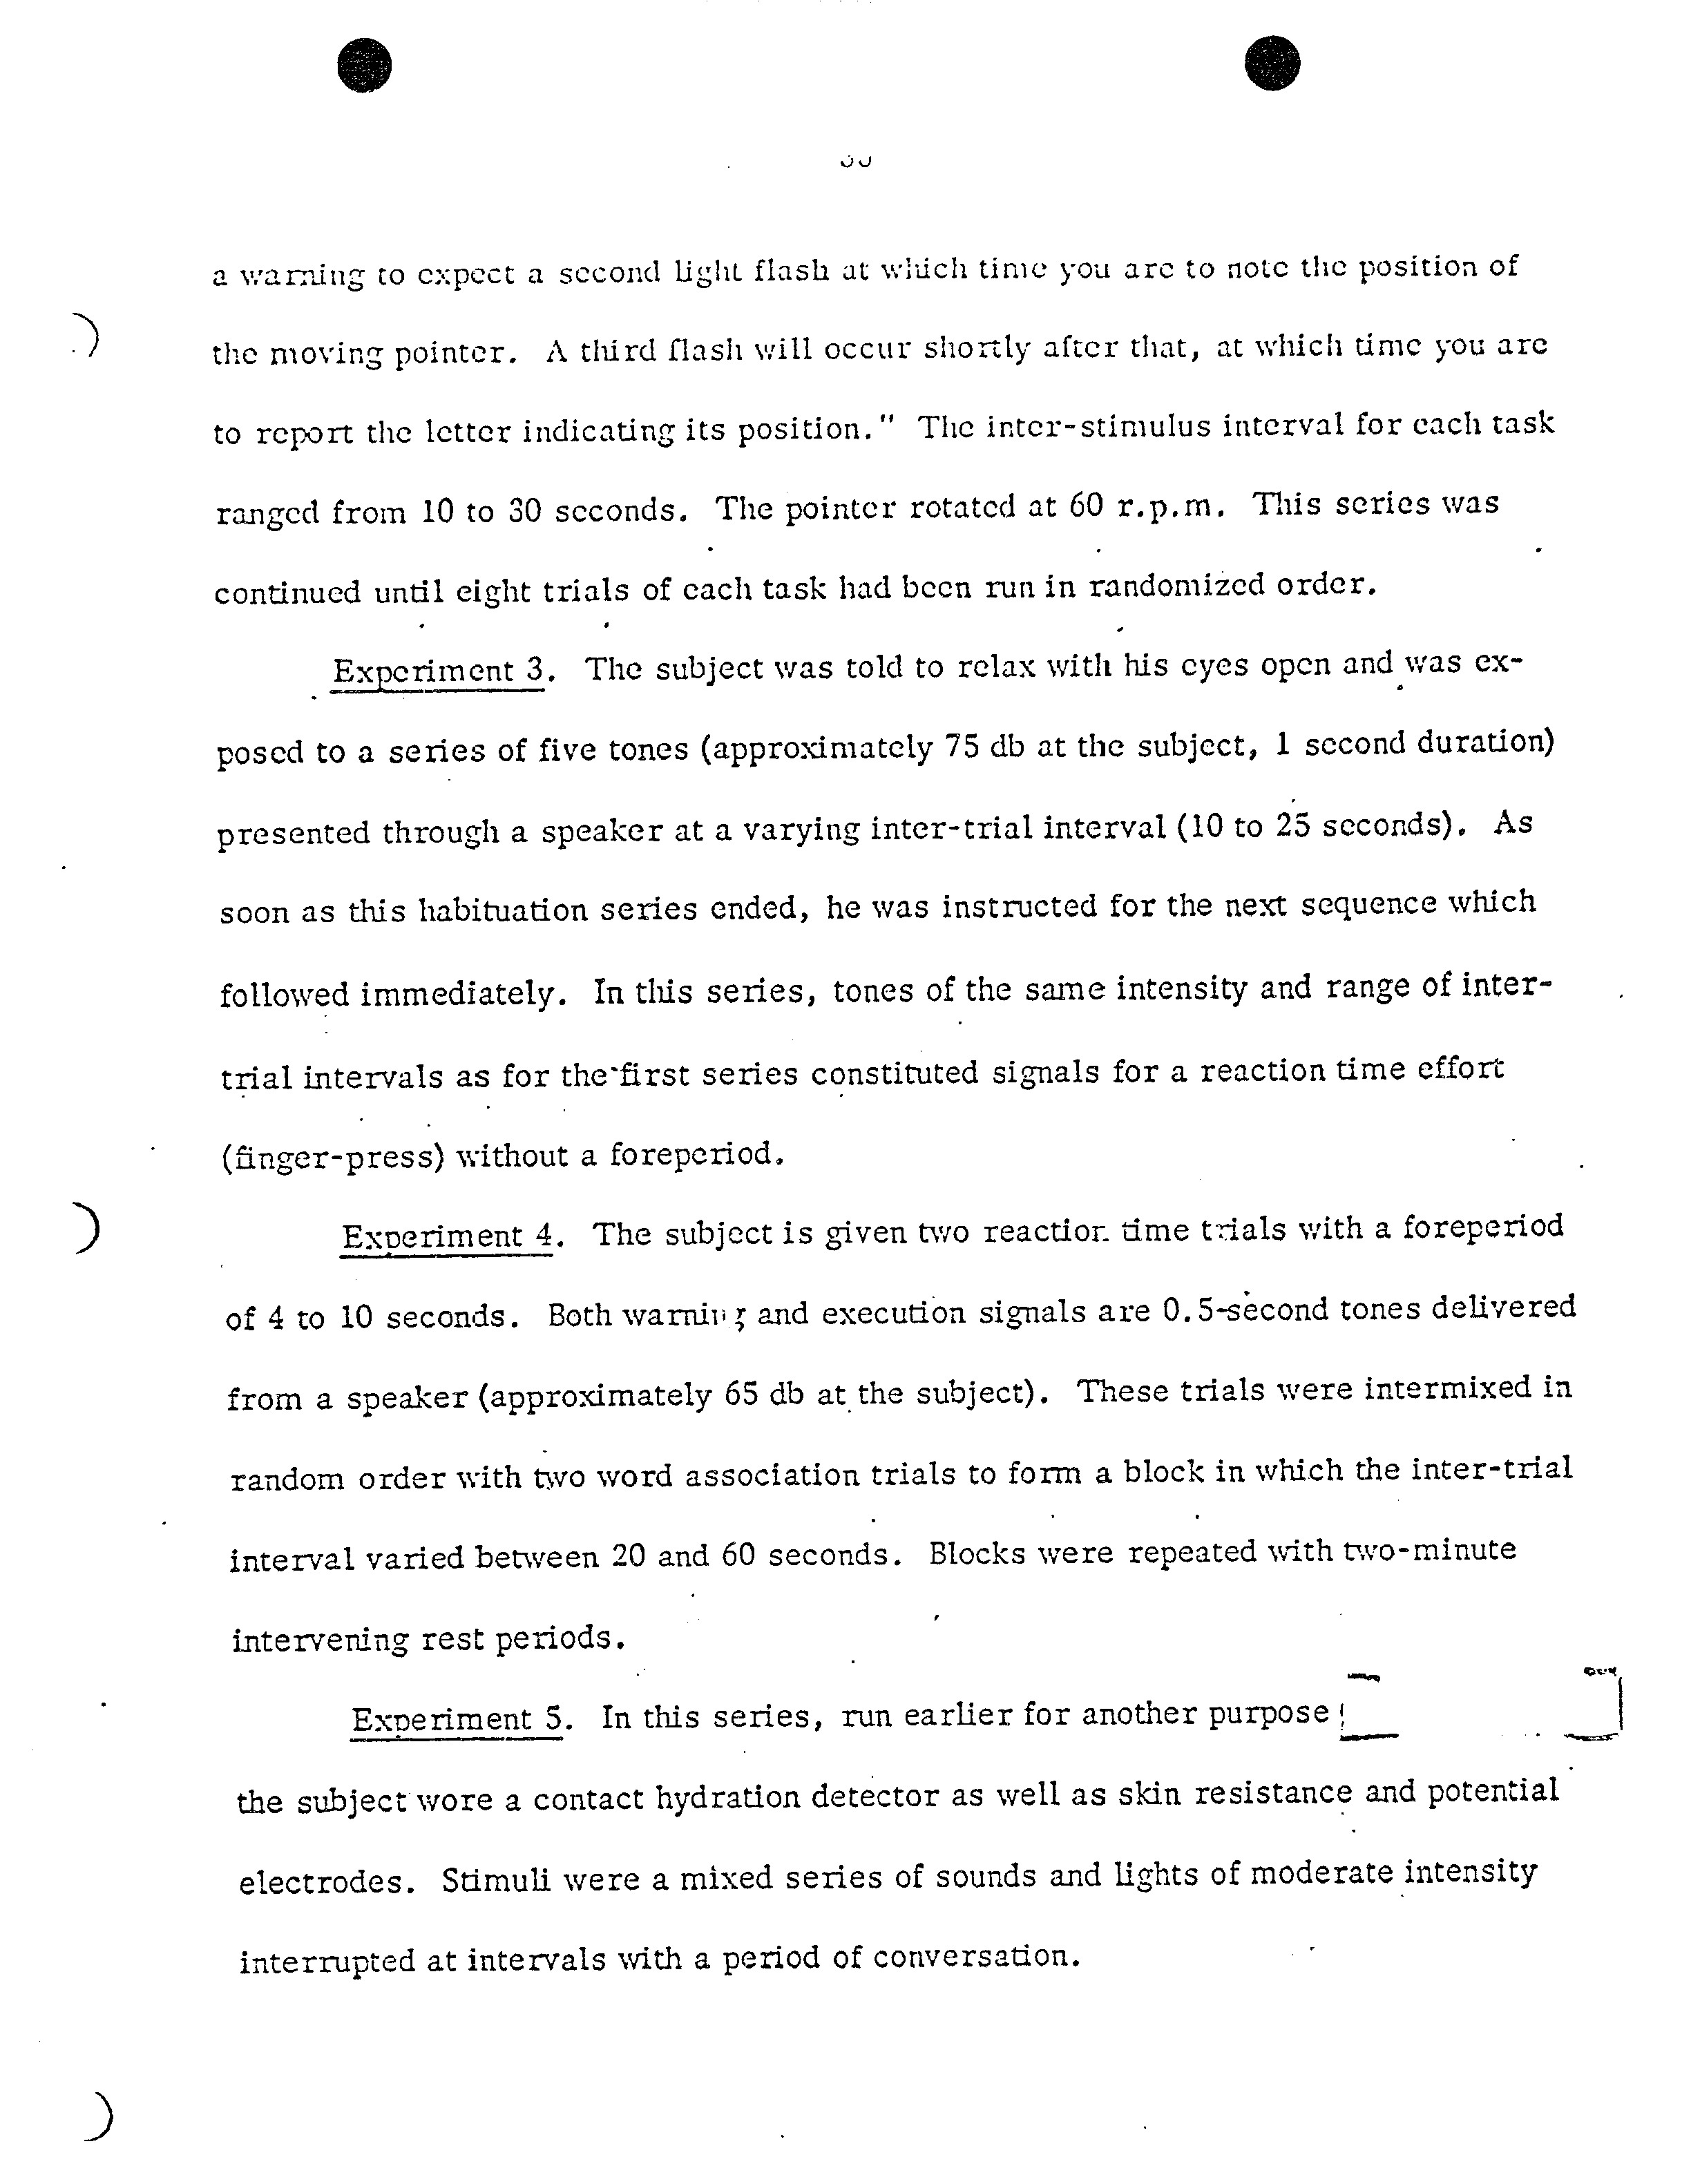 a warning to expect a second light flash at which time you are to note the position of
the moving pointer. A third flash will occur shortly after that, at which time you are
to report the letter indicating its position." The inter-stimulus interval for each task
ranged from 10 to 30 seconds. The pointer rotated at 60 r.p.m. This series was
continued until eight trials of each task had been run in randomized order.
Experiment 3. The subject was told to relax with his eyes open and was ex-
posed to a series of five tones (approximately 75 db at the subject, 1 second duration)
presented through a speaker at a varying inter-trial interval (10 to 25 seconds). As
soon as this habituation series ended, he was instructed for the next sequence which
followed immediately. In this series, tones of the same intensity and range of inter-
trial intervals as for the first series constituted signals for a reaction time effort
(finger-press) without a foreperiod.
Experiment 4. The subject is given two reaction time trials with a foreperiod
of 4 to 10 seconds. Both warning and execution signals are 0.5-second tones delivered
from a speaker (approximately 65 db at the subject). These trials were intermixed in
random order with two word association trials to form a block in which the inter-trial
interval varied between 20 and 60 seconds. Blocks were repeated with two-minute
intervening rest periods.
Experiment 5. In this series, run earlier for another purpose
the subject wore a contact hydration detector as well as skin resistance and potential
electrodes. Stimuli were a mixed series of sounds and lights of moderate intensity
interrupted at intervals with a period of conversation.